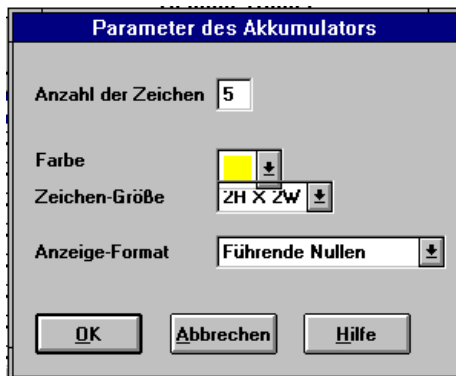 Parameter des Akkumulators
Anzahl der Zeichen 5
Farbe
Zeichen-Größe 2H X 2W
Anzeige-Format Führende Nullen
OK Abbrechen Hilfe